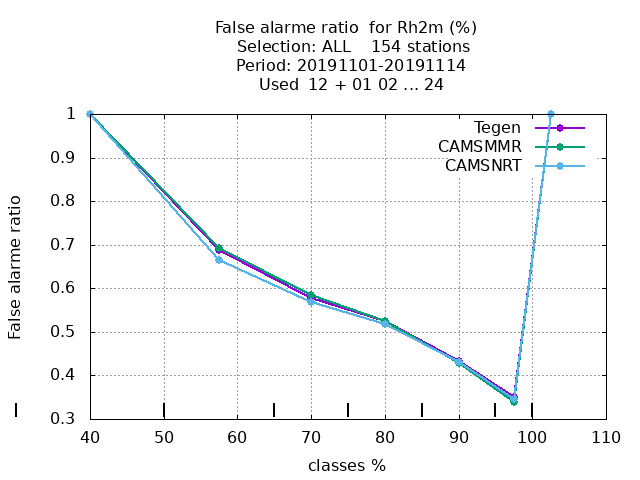 False alarme ratio  for Rh2m (%)
Selection: ALL    154 stations
Period: 20191101-20191114
Used  12 + 01 02 ... 24
1
0.9
0.8
0.7
0.6
0.5
0.4
0.3
False alarme ratio
Tegen
CAMSMMR
CAMSNRT
40 50 60 70 80 90 100 110
classes %